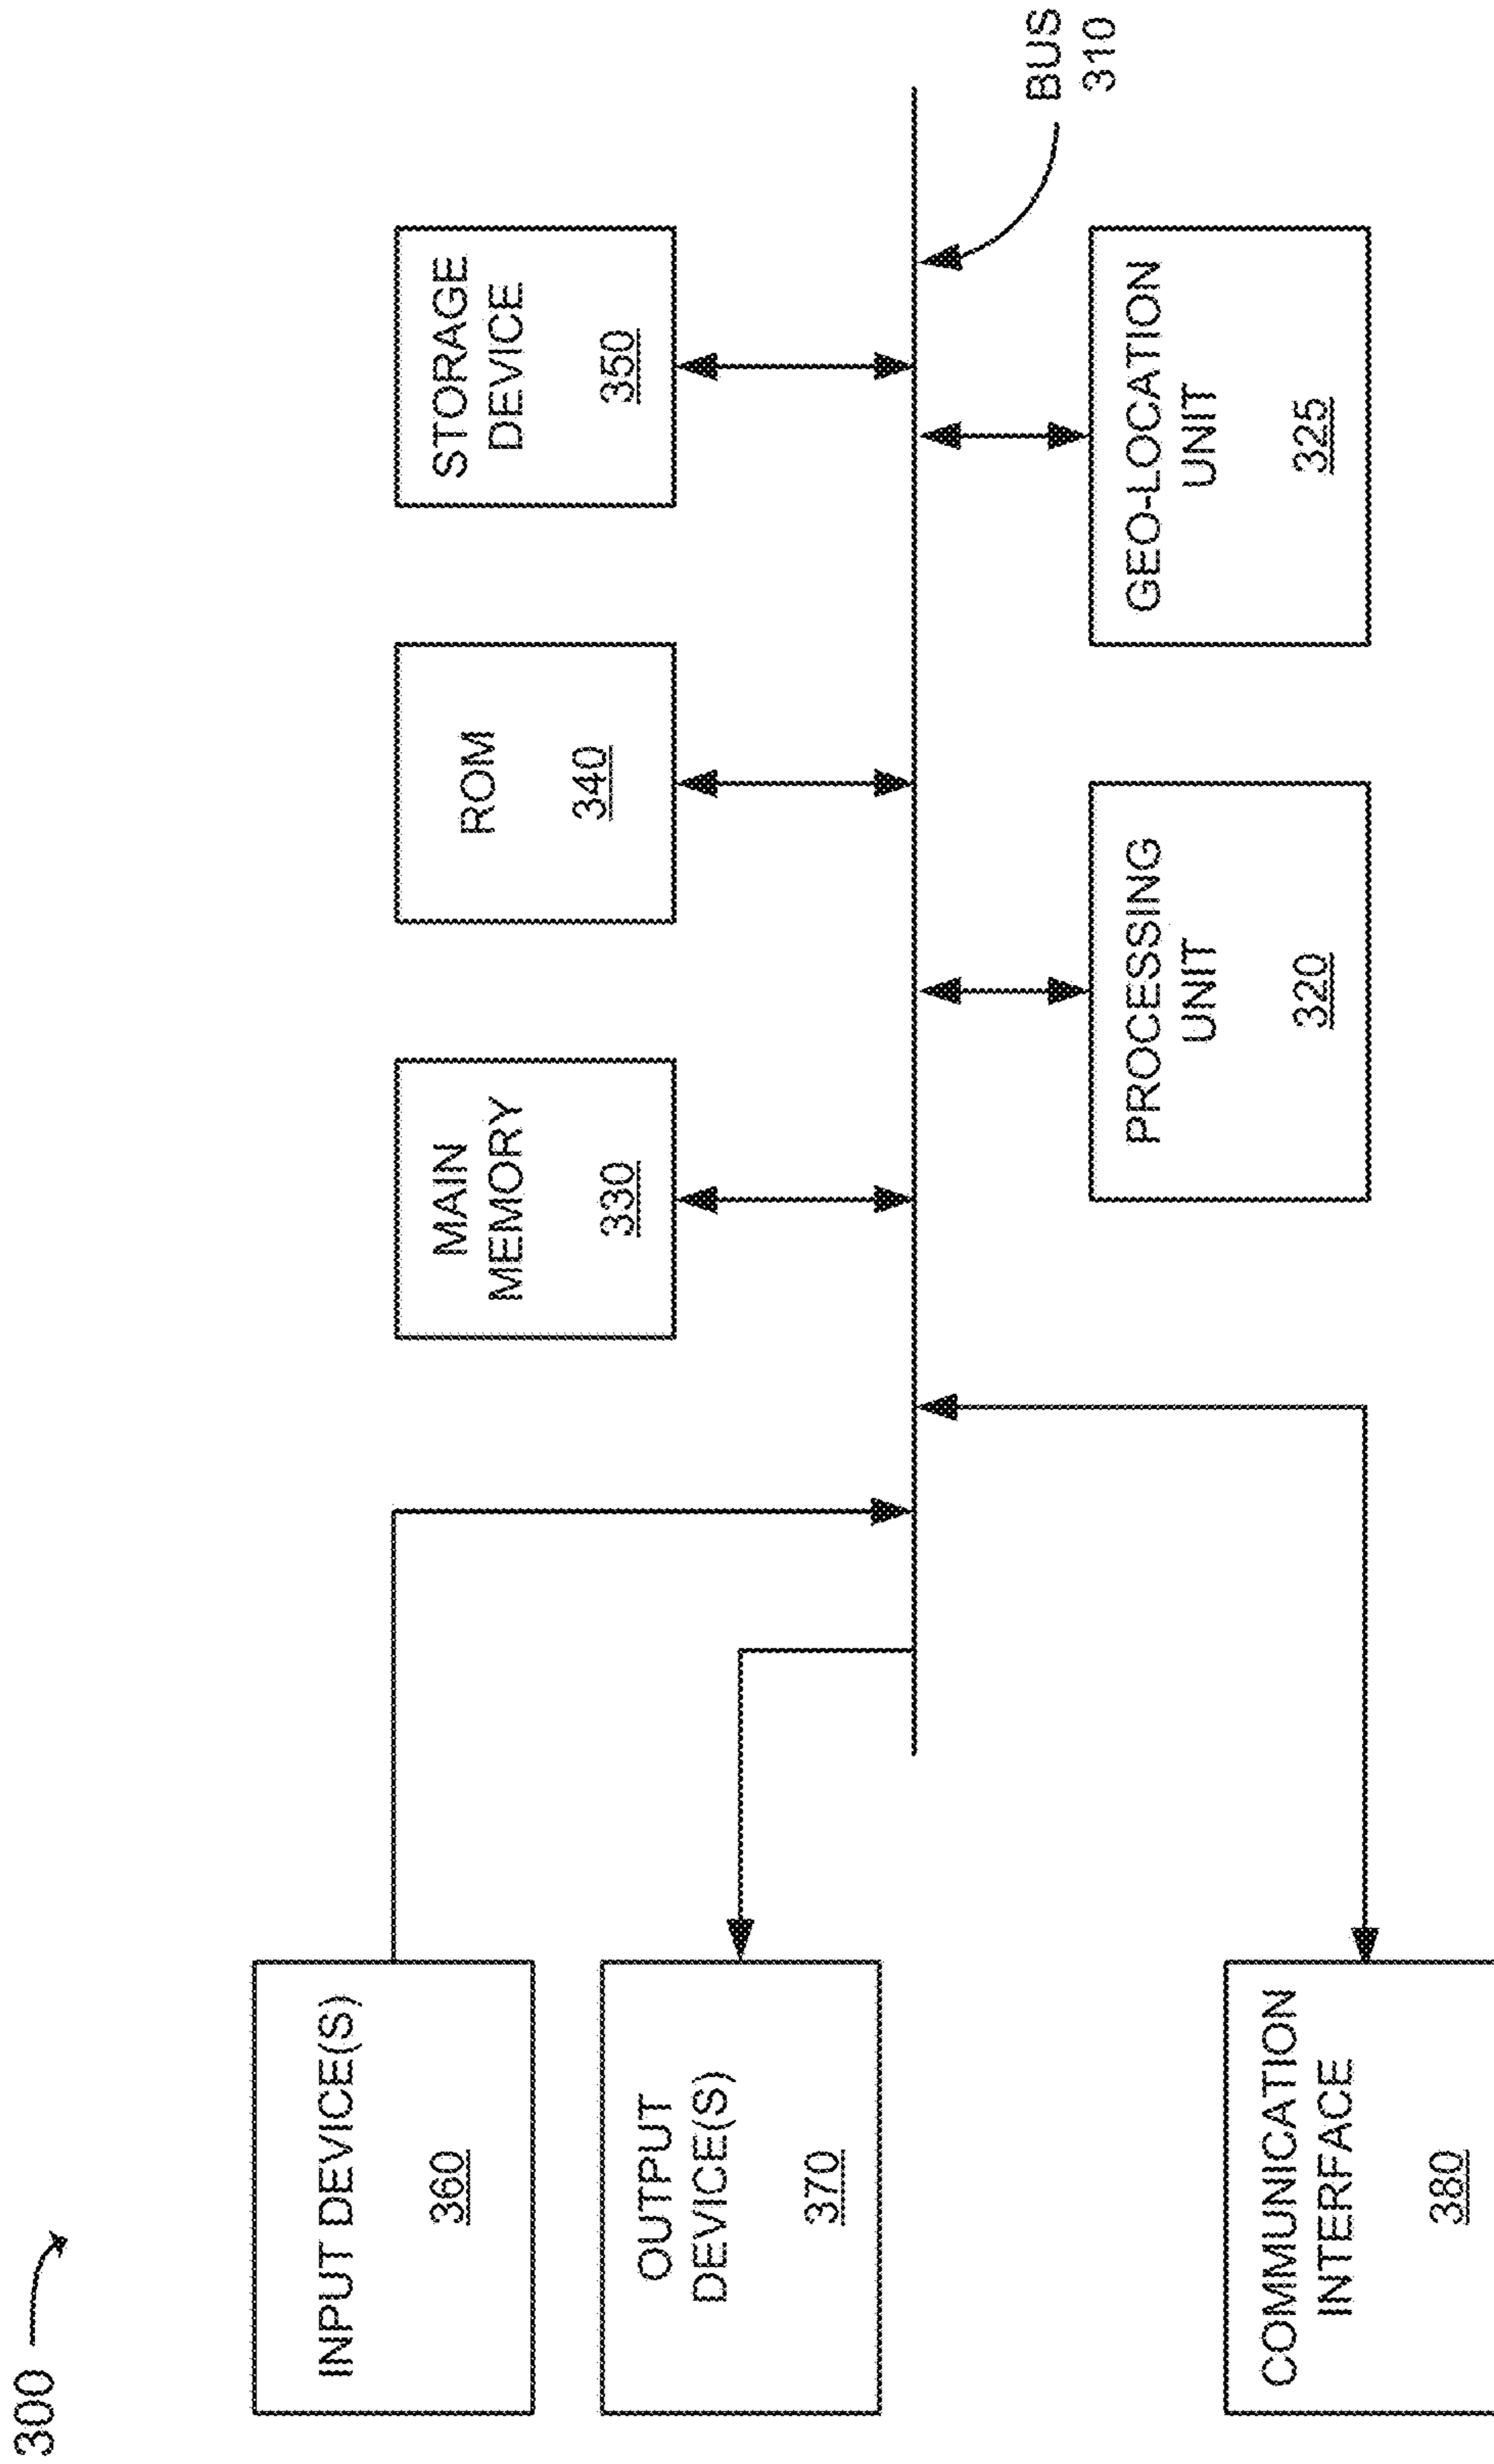 300
INPUT DEVICE(S)
360
OUTPUT
DEVICE(S)
370
COMMUNICATION
INTERFACE
380
MAIN
MEMORY
330
ROM
340
STORAGE
DEVICE
350
PROCESSING
UNIT
320
GEO-LOCATION
UNIT
325
BUS
310